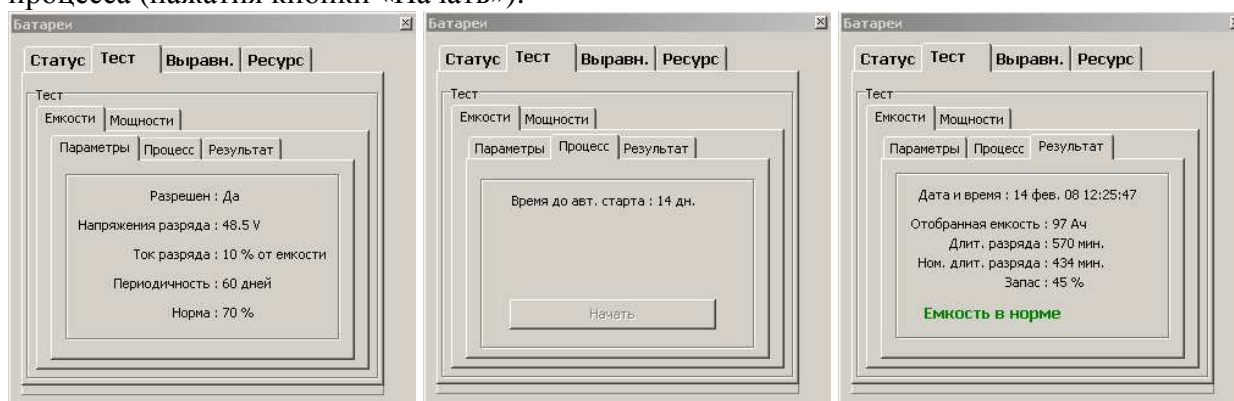 процесса (нажатия кнопки «Начать»).
Батареи
Статус Тест Выравн. Ресурс
Тест
Емкости Мощности
Параметры Процесс Результат
Разрешен : Да
Напряжения разряда : 48.5 V
Ток разряда : 10 % от емкости
Периодичность : 60 дней
Норма : 70 %
Батареи
Статус Тест Выравн. Ресурс
Тест
Емкости Мощности
Параметры Процесс Результат
Время до авт. старта : 14 дн.
Начать
Батареи
Статус Тест Выравн. Ресурс
Тест
Емкости Мощности
Параметры Процесс Результат
Дата и время : 14 фев. 08 12:25:47
Отобранная емкость : 97 Ач
Длит. разряда : 570 мин.
Ном. длит. разряда : 434 мин.
Запас : 45 %
Емкость в норме